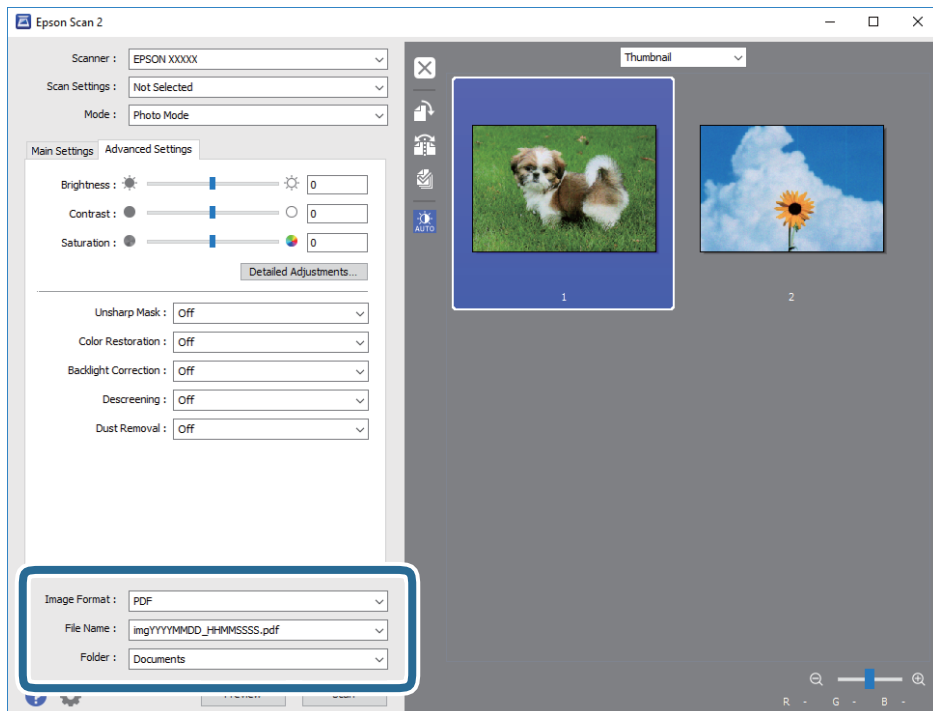 Epson Scan 2
Scanner : EPSON XXXXX
Scan Settings : Not Selected
Mode : Photo Mode
Main Settings Advanced Settings
Brightness : 0
Contrast : 0
Saturation : 0
Detailed Adjustments...
Unsharp Mask : Off
Color Restoration : Off
Backlight Correction : Off
Descreening : Off
Dust Removal : Off
Image Format : PDF
File Name : imgYYYYMMDD_HHMMSSSS.pdf
Folder : Documents
?
Thumbnail
AUTO
1
2
R - G - B -